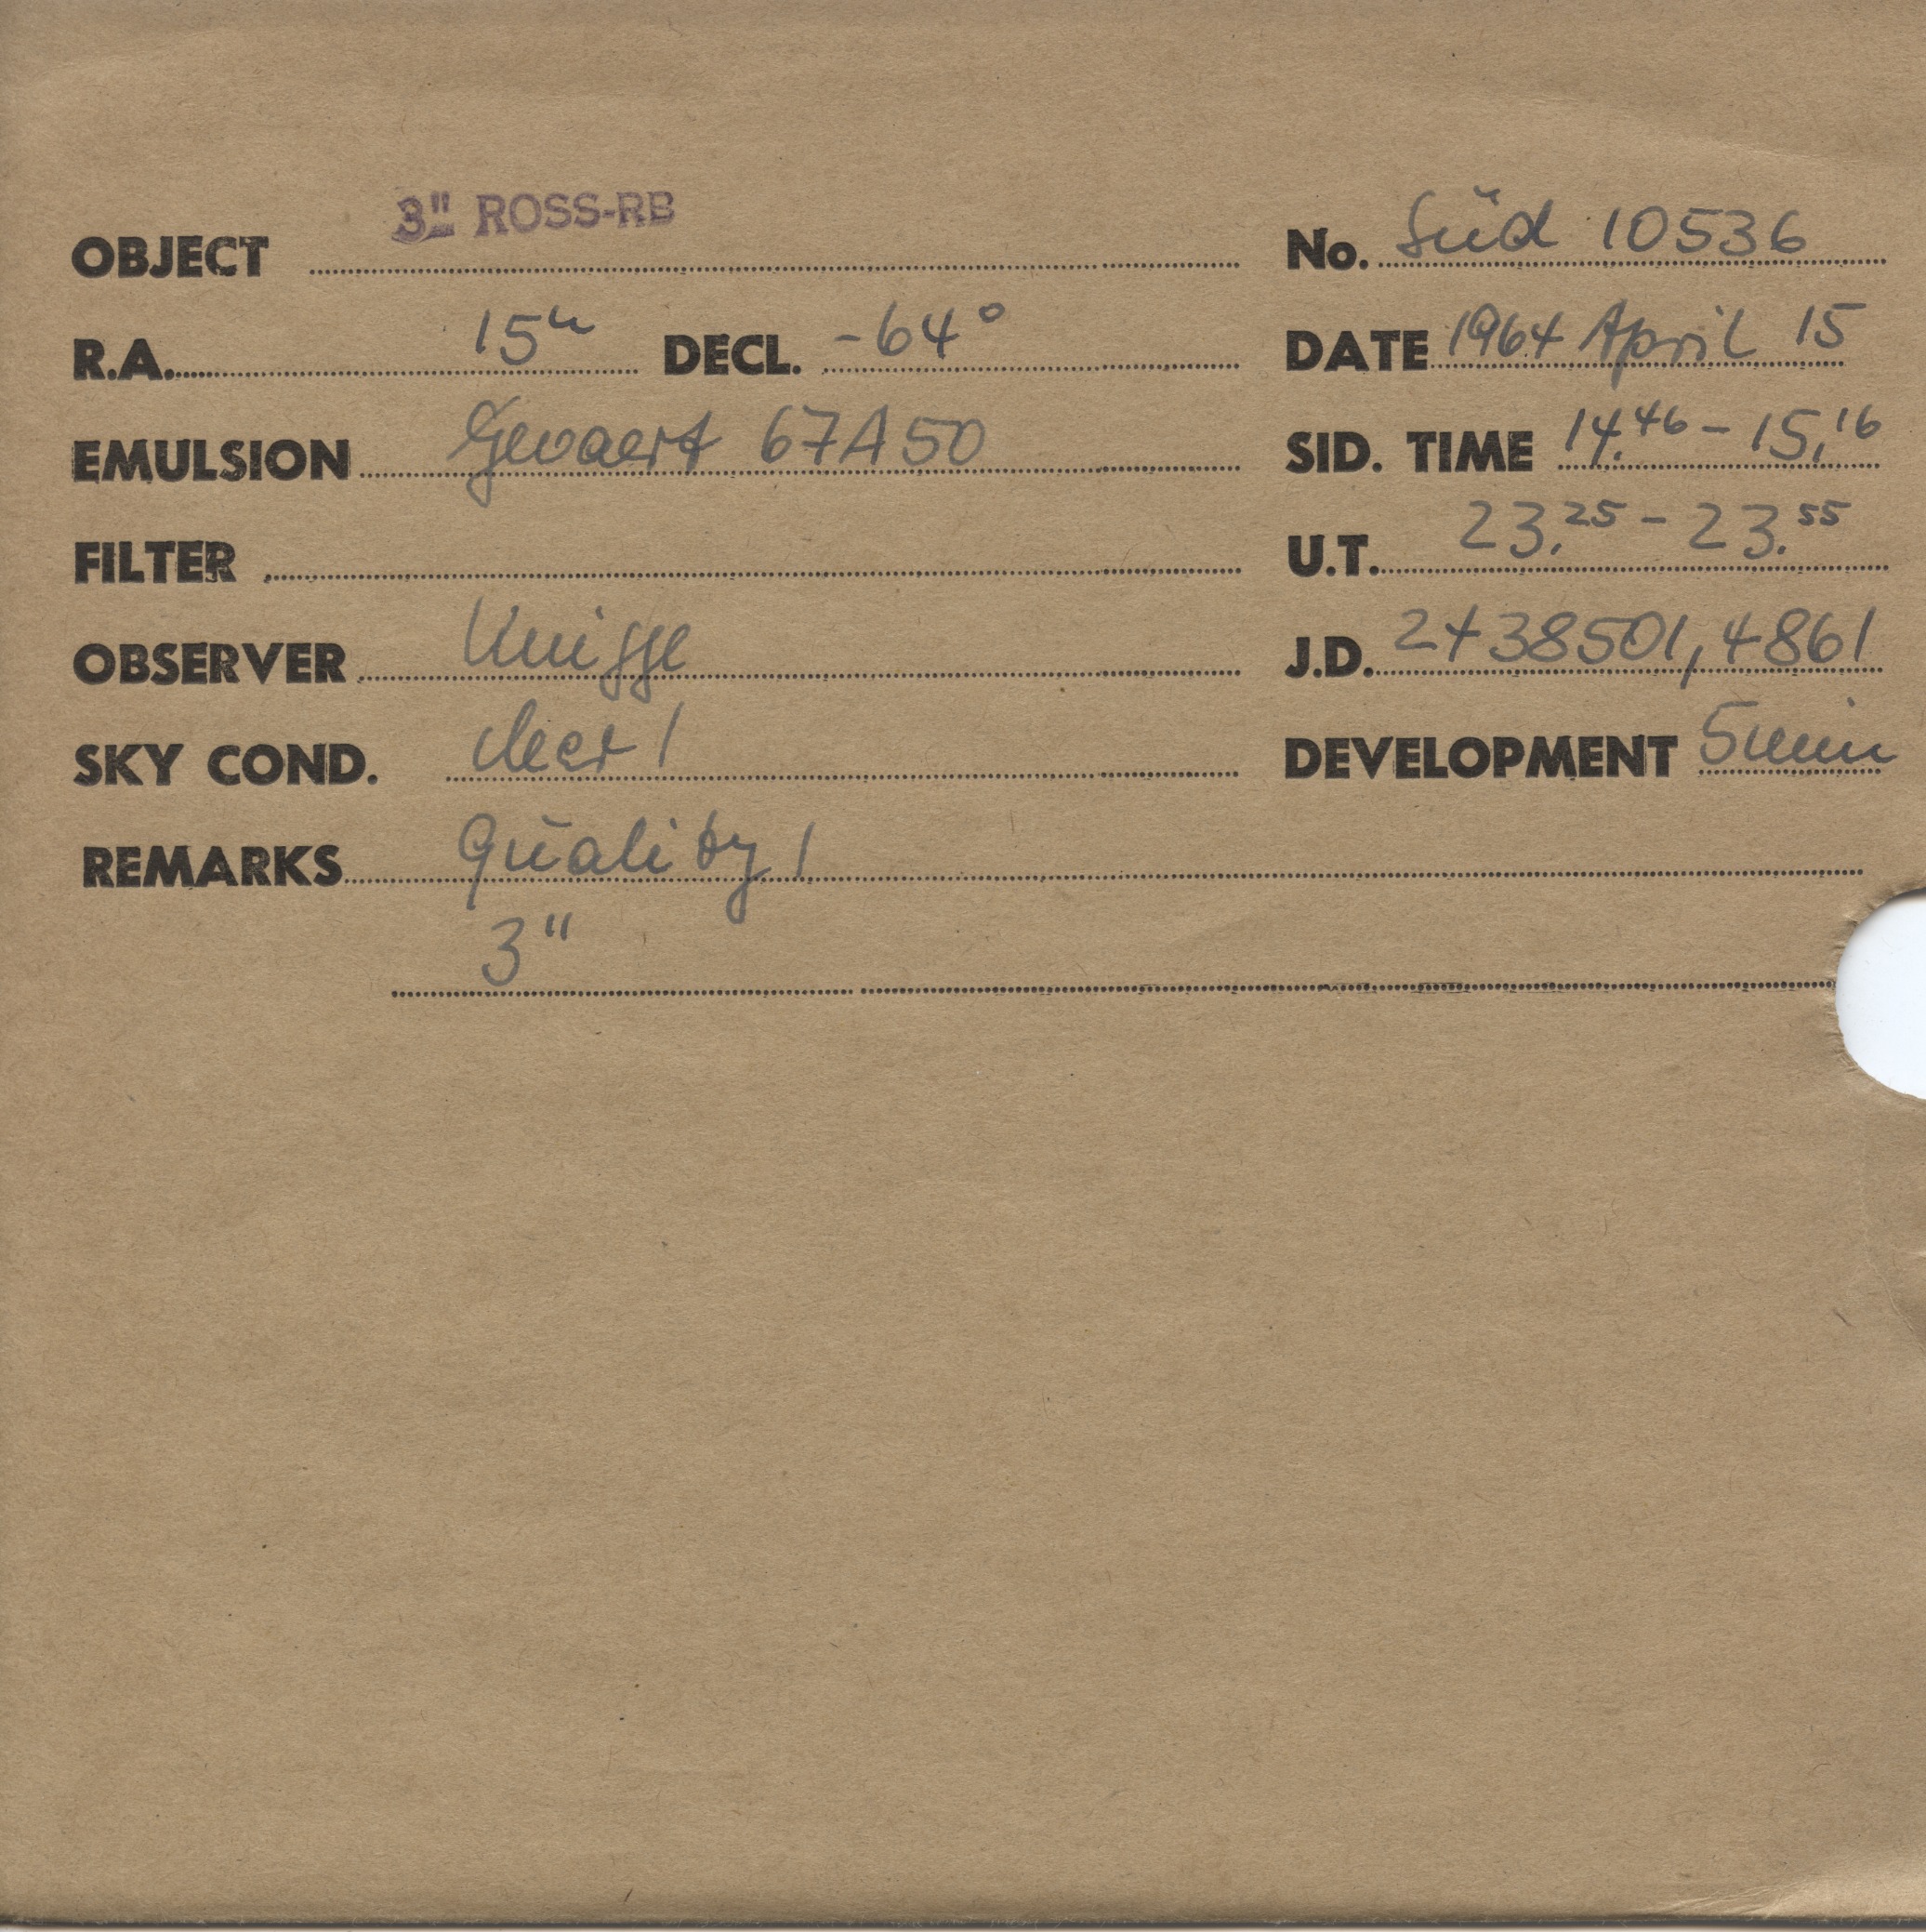 3" ROSS-RB
OBJECT
No. Süd 10536
R.A. 15ʰ DECL. -64°
DATE 1964 April 15
EMULSION Gevaert 67A50
SID. TIME 14.⁴⁶ - 15.¹⁶
FILTER
U.T. 23.²⁵ - 23.⁵⁵
OBSERVER Knigge
J.D. 2438501,4861
SKY COND. clear 1
DEVELOPMENT 5min
REMARKS Quality 1
3"